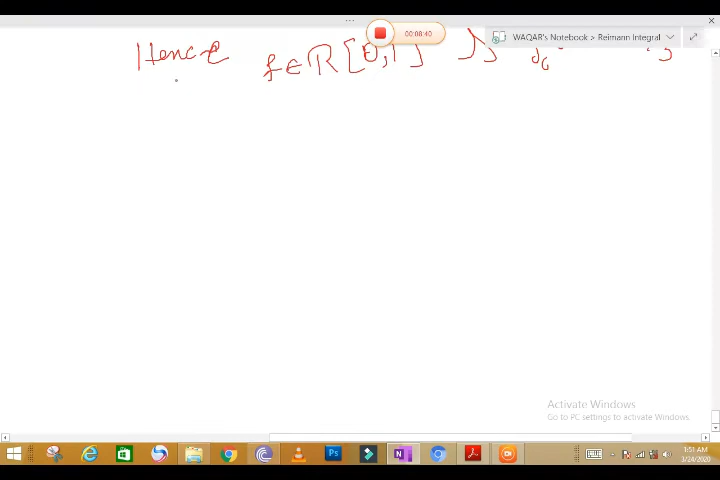 00:08:40
WAQAR's Notebook > Reimann Integral
Hence f∈ℝ[0,1]
Activate Windows
Go to PC settings to activate Windows.
1:51 AM
3/24/2020